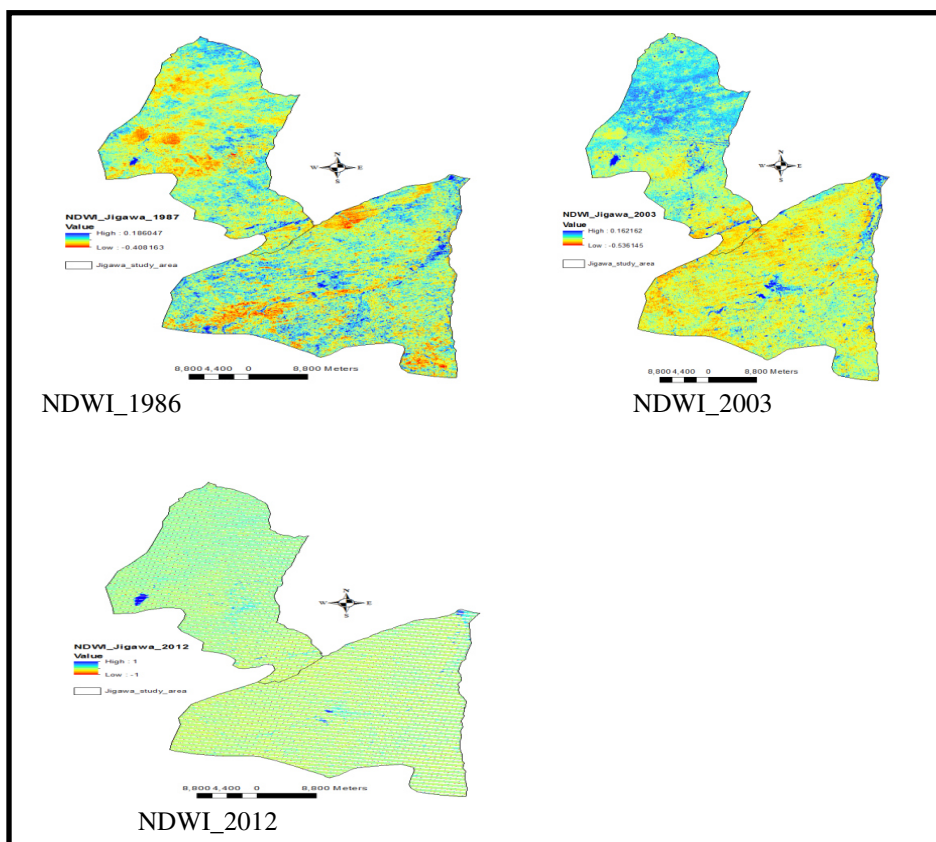 N
W E
S
NDWI_Jigawa_1987
Value
High : 0.186047
Low : -0.408163
Jigawa_study_area
8,800 4,400 0 8,800 Meters
NDWI_1986
N
W E
S
NDWI_Jigawa_2003
Value
High : 0.162162
Low : -0.536145
Jigawa_study_area
8,800 4,400 0 8,800 Meters
NDWI_2003
N
W E
S
NDWI_Jigawa_2012
Value
High : 1
Low : -1
Jigawa_study_area
8,800 4,400 0 8,800 Meters
NDWI_2012